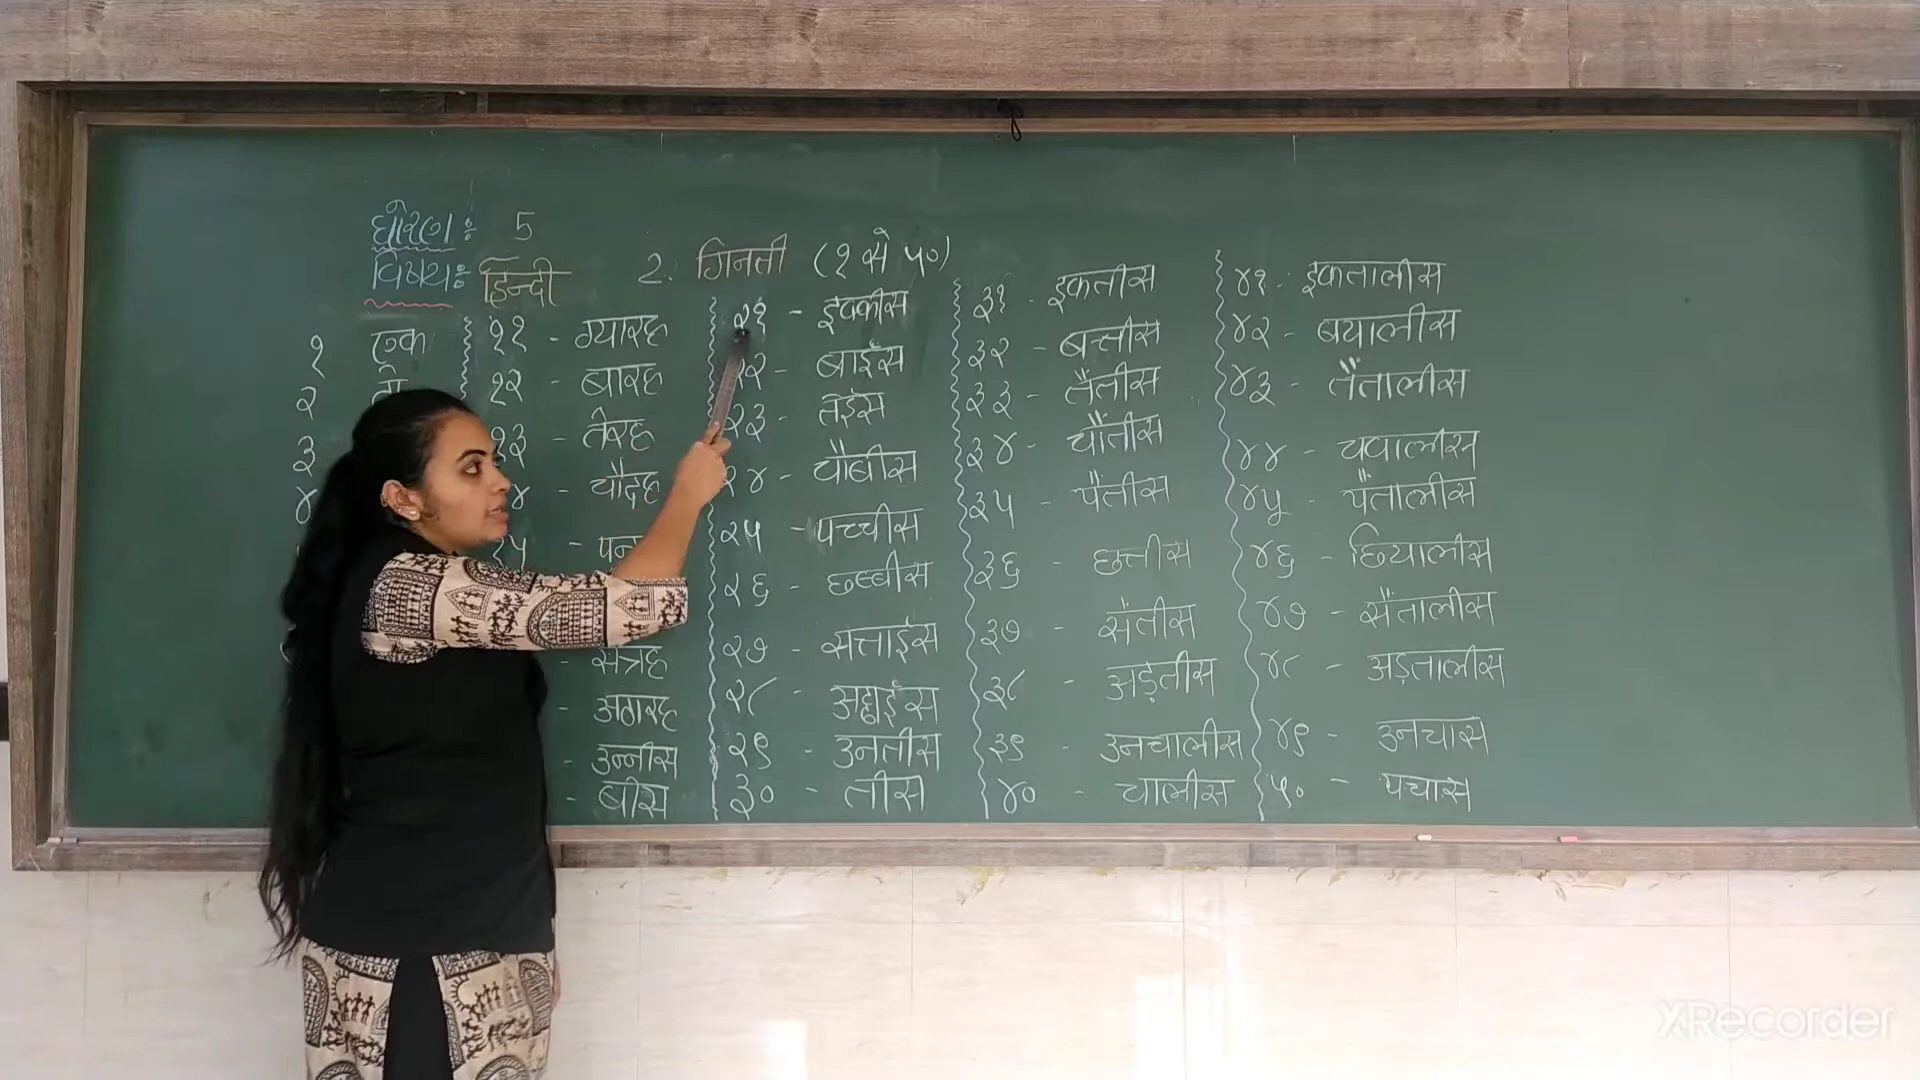 धोरण : 5
विषय : हिन्दी
2. गिनती (१ से ५०)
१ एक
२
३
४
११ - ग्यारह
१२ - बारह
१३ - तेरह
४ - चौदह
१५ -
- सत्रह
- अठारह
- उन्नीस
- बीस
२१ - इक्कीस
२२ - बाईस
२३ - तेईस
२४ - चौबीस
२५ - पच्चीस
२६ - छब्बीस
२७ - सत्ताईस
२८ - अठ्ठाईस
२९ - उनतीस
३० - तीस
३१ - इकतीस
३२ - बत्तीस
३३ - तैंतीस
३४ - चौंतीस
३५ - पैंतीस
३६ - छत्तीस
३७ - सैंतीस
३८ - अड़तीस
३९ - उनचालीस
४० - चालीस
४१ - इकतालीस
४२ - बयालीस
४३ - तैंतालीस
४४ - चवालीस
४५ - पैंतालीस
४६ - छियालीस
४७ - सैंतालीस
४८ - अड़तालीस
४९ - उनचास
५० - पचास
XRecorder